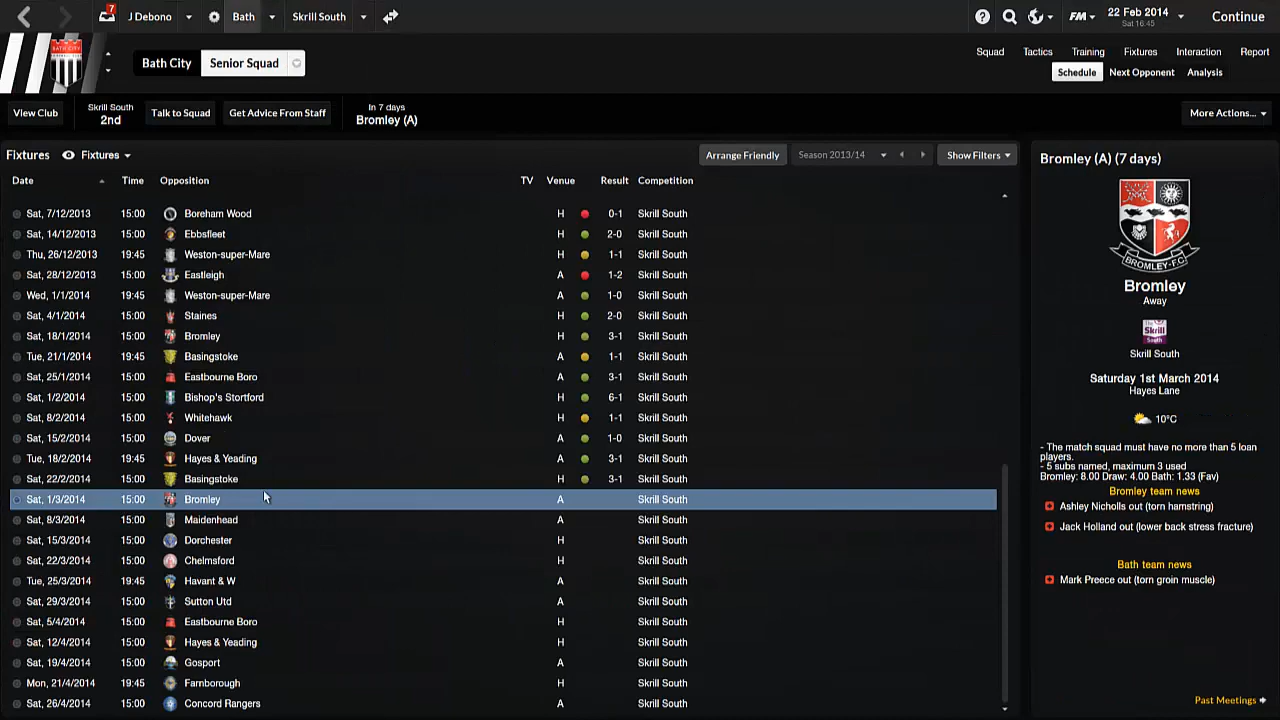 7 J Debono Bath Skrill South FM 22 Feb 2014 Continue
Sat 16:45
BATH CITY Bath City Senior Squad Squad Tactics Training Fixtures Interaction Report
Schedule Next Opponent Analysis
View Club Skrill South 2nd Talk to Squad Get Advice From Staff In 7 days Bromley (A) More Actions...
Fixtures Fixtures Arrange Friendly Season 2013/14 Show Filters
Date Time Opposition TV Venue Result Competition
Sat, 7/12/2013 15:00 Boreham Wood H 0-1 Skrill South
Sat, 14/12/2013 15:00 Ebbsfleet H 2-0 Skrill South
Thu, 26/12/2013 19:45 Weston-super-Mare H 1-1 Skrill South
Sat, 28/12/2013 15:00 Eastleigh A 1-2 Skrill South
Wed, 1/1/2014 19:45 Weston-super-Mare A 1-0 Skrill South
Sat, 4/1/2014 15:00 Staines H 2-0 Skrill South
Sat, 18/1/2014 15:00 Bromley H 3-1 Skrill South
Tue, 21/1/2014 19:45 Basingstoke A 1-1 Skrill South
Sat, 25/1/2014 15:00 Eastbourne Boro A 3-1 Skrill South
Sat, 1/2/2014 15:00 Bishop's Stortford H 6-1 Skrill South
Sat, 8/2/2014 15:00 Whitehawk H 1-1 Skrill South
Sat, 15/2/2014 15:00 Dover A 1-0 Skrill South
Tue, 18/2/2014 19:45 Hayes & Yeading A 3-1 Skrill South
Sat, 22/2/2014 15:00 Basingstoke H 3-1 Skrill South
Sat, 1/3/2014 15:00 Bromley A Skrill South
Sat, 8/3/2014 15:00 Maidenhead A Skrill South
Sat, 15/3/2014 15:00 Dorchester H Skrill South
Sat, 22/3/2014 15:00 Chelmsford H Skrill South
Tue, 25/3/2014 19:45 Havant & W A Skrill South
Sat, 29/3/2014 15:00 Sutton Utd A Skrill South
Sat, 5/4/2014 15:00 Eastbourne Boro H Skrill South
Sat, 12/4/2014 15:00 Hayes & Yeading H Skrill South
Sat, 19/4/2014 15:00 Gosport A Skrill South
Mon, 21/4/2014 19:45 Farnborough H Skrill South
Sat, 26/4/2014 15:00 Concord Rangers A Skrill South
Bromley (A) (7 days)
BROMLEY-F.C
Bromley
Away
The Skrill South
Skrill South
Saturday 1st March 2014
Hayes Lane
10°C
- The match squad must have no more than 5 loan
players.
- 5 subs named, maximum 3 used
Bromley: 8.00 Draw: 4.00 Bath: 1.33 (Fav)
Bromley team news
Ashley Nicholls out (torn hamstring)
Jack Holland out (lower back stress fracture)
Bath team news
Mark Preece out (torn groin muscle)
Past Meetings